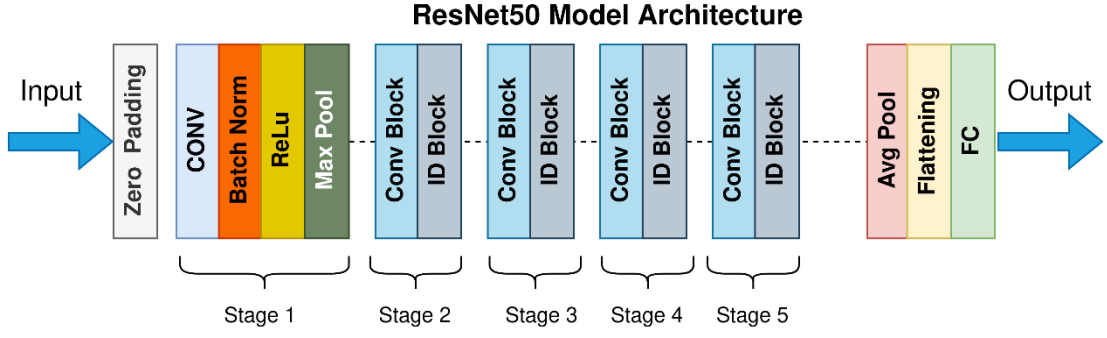 ResNet50 Model Architecture
Input
Zero Padding
CONV
Batch Norm
ReLu
Max Pool
Conv Block
ID Block
Conv Block
ID Block
Conv Block
ID Block
Conv Block
ID Block
Avg Pool
Flattening
FC
Output
Stage 1
Stage 2
Stage 3
Stage 4
Stage 5